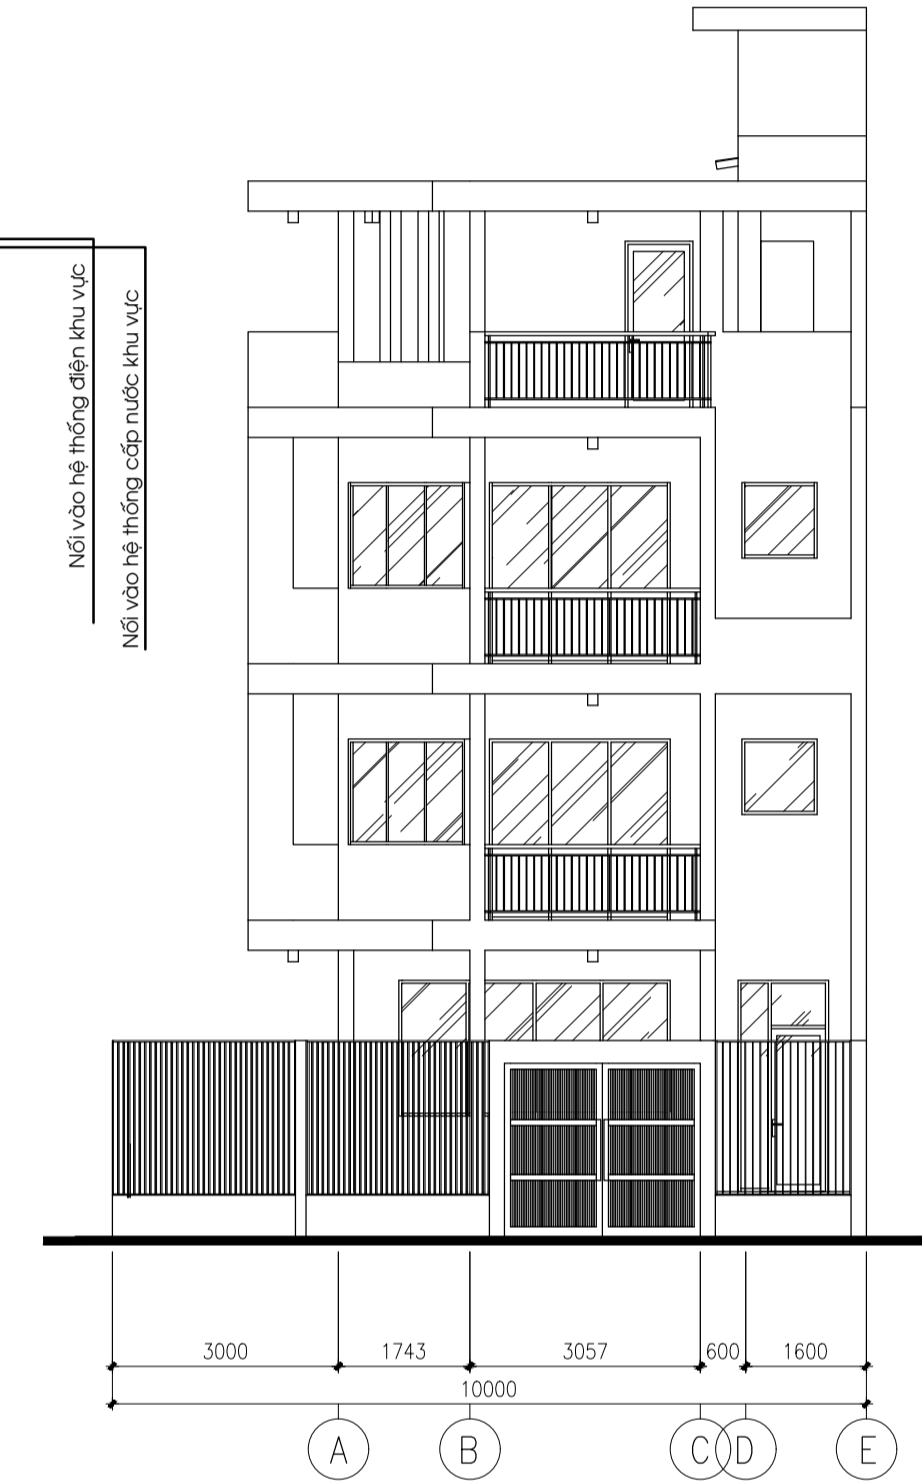 Nối vào hệ thống điện khu vực
Nối vào hệ thống cấp nước khu vực
3000 1743 3057 600 1600
10000
A B C D E